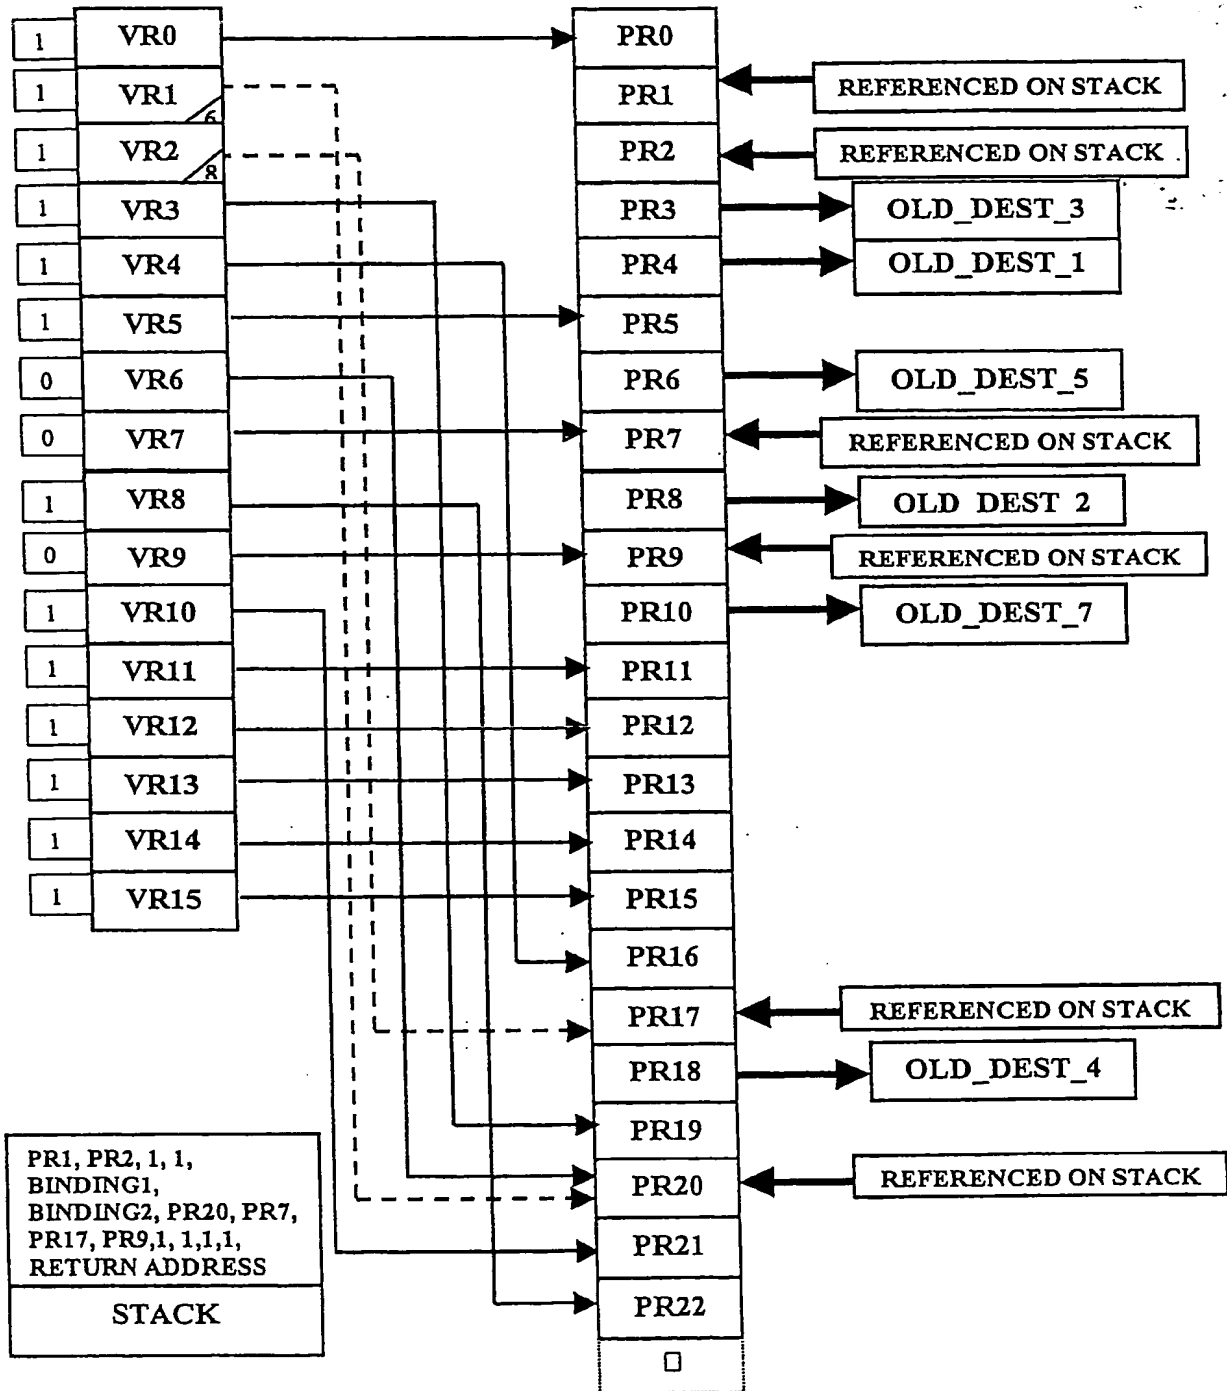 1 VR0 PR0
1 VR1 6 PR1 REFERENCED ON STACK
1 VR2 8 PR2 REFERENCED ON STACK
1 VR3 PR3 OLD_DEST_3
1 VR4 PR4 OLD_DEST_1
1 VR5 PR5
0 VR6 PR6 OLD_DEST_5
0 VR7 PR7 REFERENCED ON STACK
1 VR8 PR8 OLD DEST 2
0 VR9 PR9 REFERENCED ON STACK
1 VR10 PR10 OLD_DEST_7
1 VR11 PR11
1 VR12 PR12
1 VR13 PR13
1 VR14 PR14
1 VR15 PR15
PR16
PR17 REFERENCED ON STACK
PR18 OLD_DEST_4
PR19
PR20 REFERENCED ON STACK
PR21
PR22
PR1, PR2, 1, 1,
BINDING1,
BINDING2, PR20, PR7,
PR17, PR9,1, 1,1,1,
RETURN ADDRESS
STACK